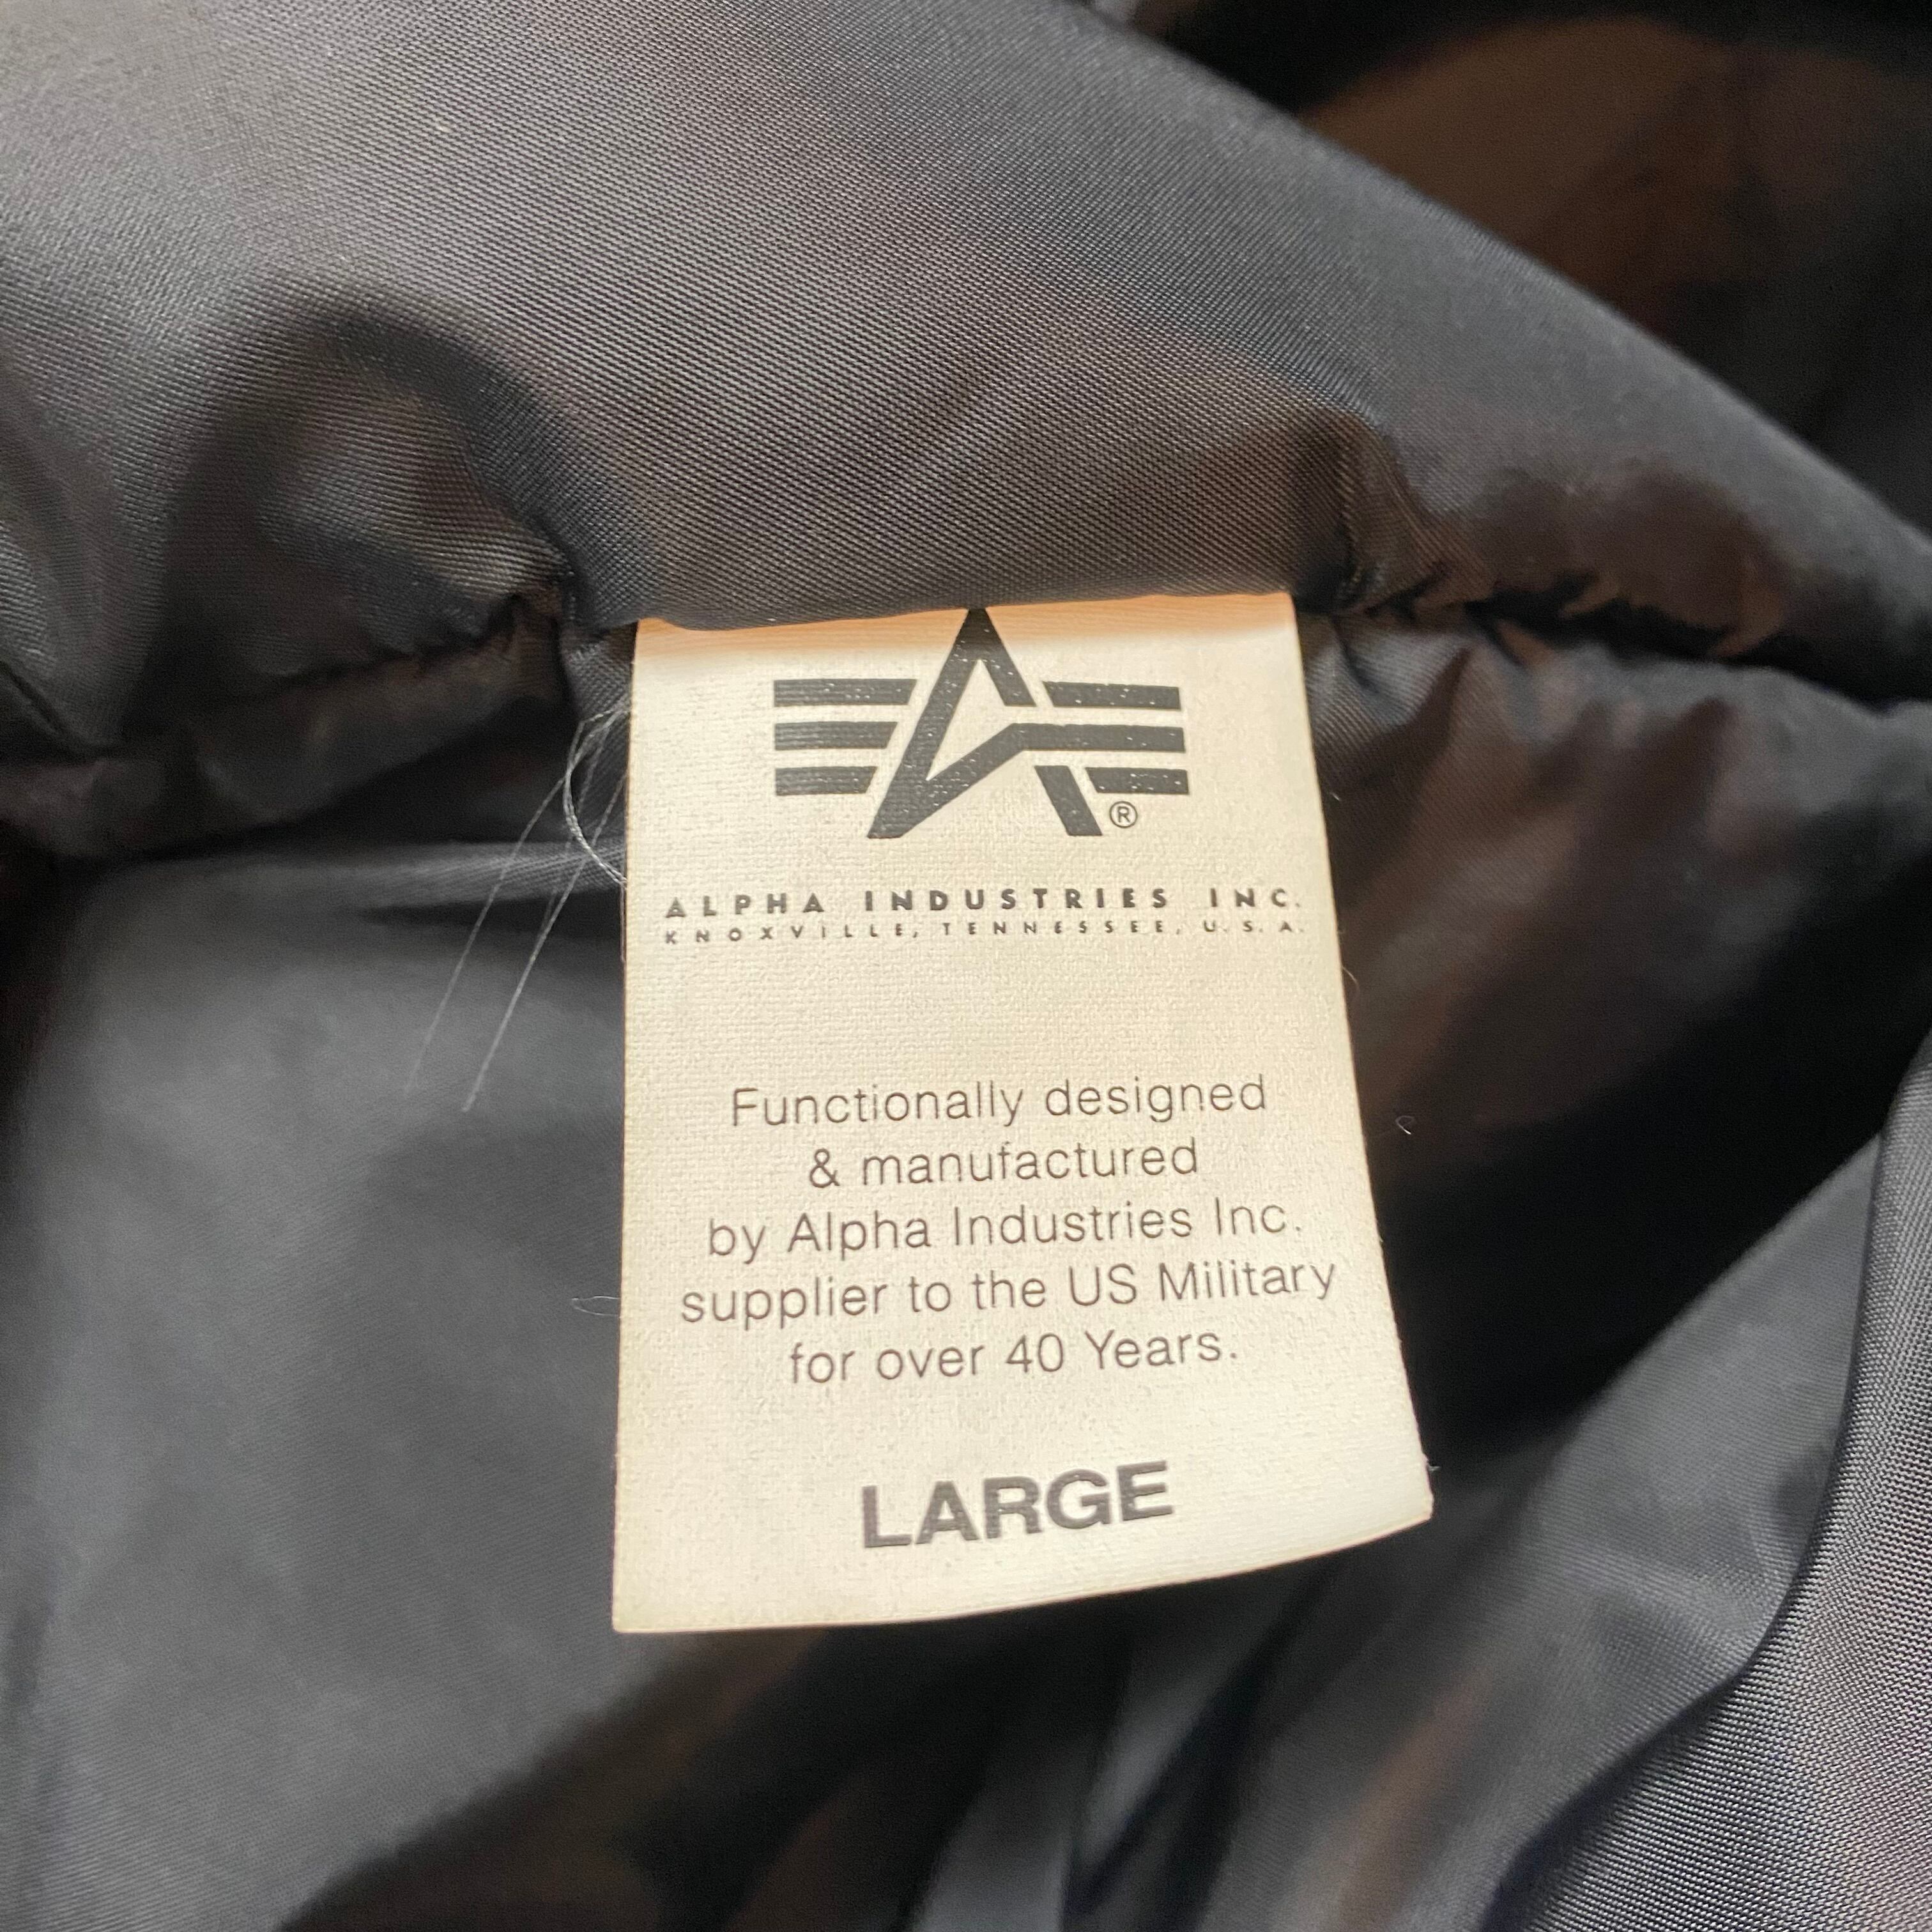 ®
ALPHA INDUSTRIES INC.
KNOXVILLE, TENNESSEE, U.S.A.
Functionally designed
& manufactured
by Alpha Industries Inc.
supplier to the US Military
for over 40 Years.
LARGE